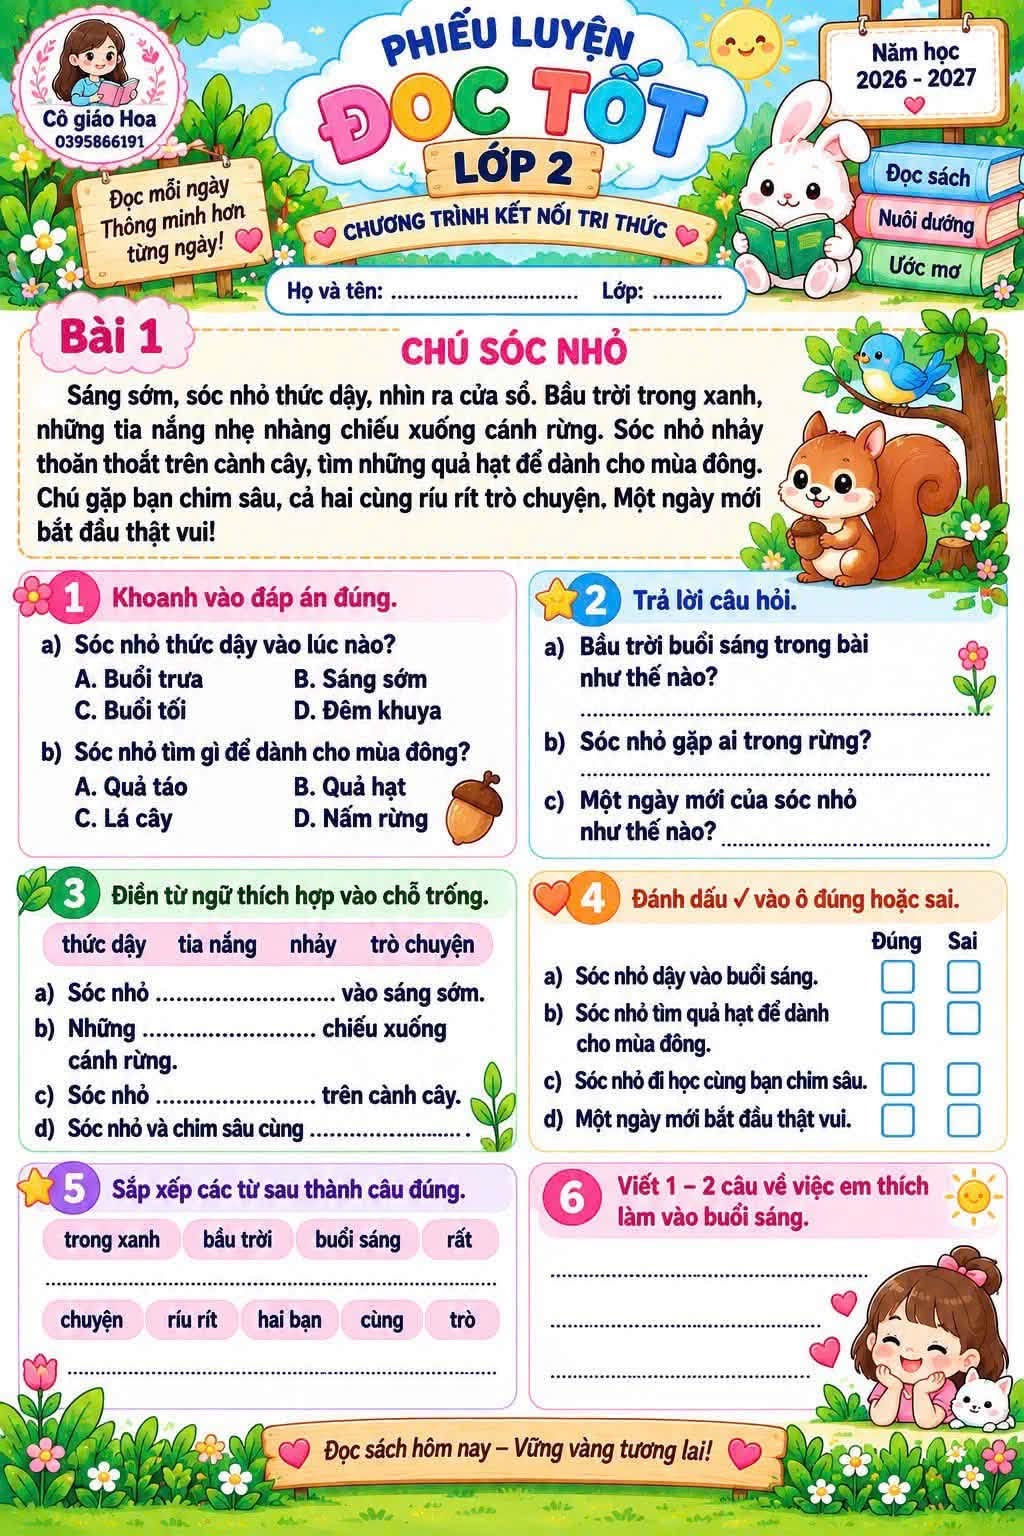 Cô giáo Hoa
0395866191
PHIẾU LUYỆN
ĐỌC TỐT
LỚP 2
CHƯƠNG TRÌNH KẾT NỐI TRI THỨC
Năm học
2026 - 2027
Đọc mỗi ngày
Thông minh hơn
từng ngày!
Đọc sách
Nuôi dưỡng
Ước mơ
Họ và tên: ................................ Lớp: ............
Bài 1
CHÚ SÓC NHỎ
Sáng sớm, sóc nhỏ thức dậy, nhìn ra cửa sổ. Bầu trời trong xanh,
những tia nắng nhẹ nhàng chiếu xuống cánh rừng. Sóc nhỏ nhảy
thoăn thoắt trên cành cây, tìm những quả hạt để dành cho mùa đông.
Chú gặp bạn chim sâu, cả hai cùng ríu rít trò chuyện. Một ngày mới
bắt đầu thật vui!
1 Khoanh vào đáp án đúng.
a) Sóc nhỏ thức dậy vào lúc nào?
A. Buổi trưa B. Sáng sớm
C. Buổi tối D. Đêm khuya
b) Sóc nhỏ tìm gì để dành cho mùa đông?
A. Quả táo B. Quả hạt
C. Lá cây D. Nấm rừng
2 Trả lời câu hỏi.
a) Bầu trời buổi sáng trong bài
như thế nào?
................................................................
b) Sóc nhỏ gặp ai trong rừng?
................................................................
c) Một ngày mới của sóc nhỏ
như thế nào? ..........................................
3 Điền từ ngữ thích hợp vào chỗ trống.
thức dậy tia nắng nhảy trò chuyện
a) Sóc nhỏ ............................ vào sáng sớm.
b) Những ........................... chiếu xuống
cánh rừng.
c) Sóc nhỏ ......................... trên cành cây.
d) Sóc nhỏ và chim sâu cùng ......................... .
4 Đánh dấu ✓ vào ô đúng hoặc sai.
Đúng Sai
a) Sóc nhỏ dậy vào buổi sáng.
b) Sóc nhỏ tìm quả hạt để dành
cho mùa đông.
c) Sóc nhỏ đi học cùng bạn chim sâu.
d) Một ngày mới bắt đầu thật vui.
5 Sắp xếp các từ sau thành câu đúng.
trong xanh bầu trời buổi sáng rất
................................................................
chuyện ríu rít hai bạn cùng trò
................................................................
6 Viết 1 – 2 câu về việc em thích
làm vào buổi sáng.
................................................................
................................................................
................................................................
Đọc sách hôm nay – Vững vàng tương lai!